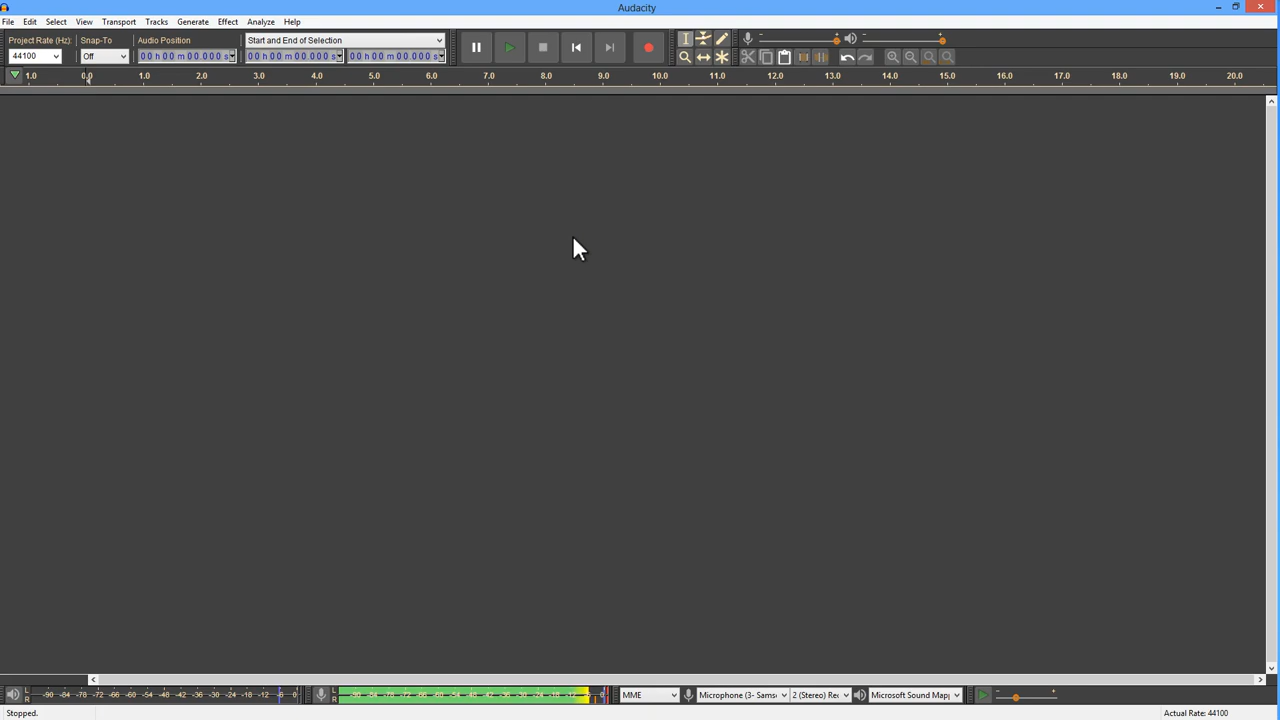 Audacity
File Edit Select View Transport Tracks Generate Effect Analyze Help
Project Rate (Hz): Snap-To Audio Position Start and End of Selection
44100 Off 00 h 00 m 00.000 s 00 h 00 m 00.000 s 00 h 00 m 00.000 s
1.0 0.0 1.0 2.0 3.0 4.0 5.0 6.0 7.0 8.0 9.0 10.0 11.0 12.0 13.0 14.0 15.0 16.0 17.0 18.0 19.0 20.0
L R -90 -84 -78 -72 -66 -60 -54 -48 -42 -36 -30 -24 -18 -12 0 L R MME Microphone (3- Sams 2 (Stereo) Rec Microsoft Sound Mapp
Stopped. Actual Rate: 44100